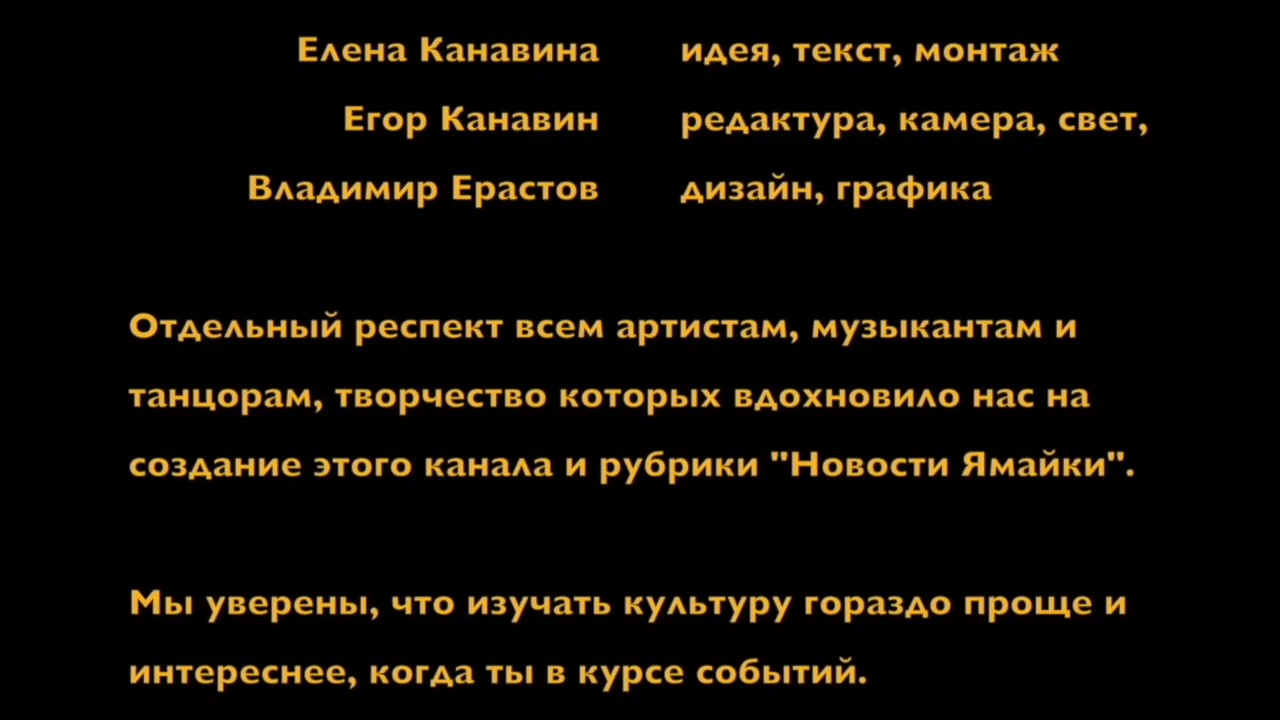 Елена Канавина идея, текст, монтаж
Егор Канавин редактура, камера, свет,
Владимир Ерастов дизайн, графика
Отдельный респект всем артистам, музыкантам и
танцорам, творчество которых вдохновило нас на
создание этого канала и рубрики "Новости Ямайки".
Мы уверены, что изучать культуру гораздо проще и
интереснее, когда ты в курсе событий.